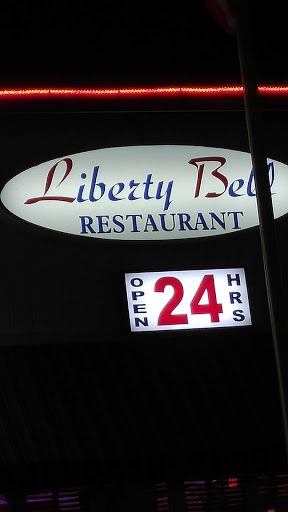 Liberty Bell
RESTAURANT
OPEN 24 HRS